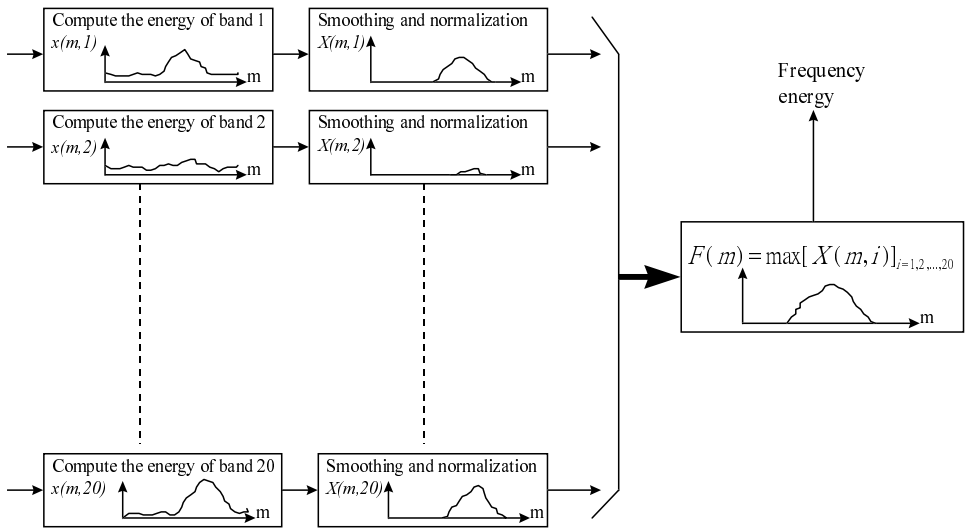 Compute the energy of band 1
x(m,1)
m
Smoothing and normalization
X(m,1)
m
Compute the energy of band 2
x(m,2)
m
Smoothing and normalization
X(m,2)
m
Frequency
energy
F(m)=max[X(m,i)]i=1,2,...,20
m
Compute the energy of band 20
x(m,20)
m
Smoothing and normalization
X(m,20)
m